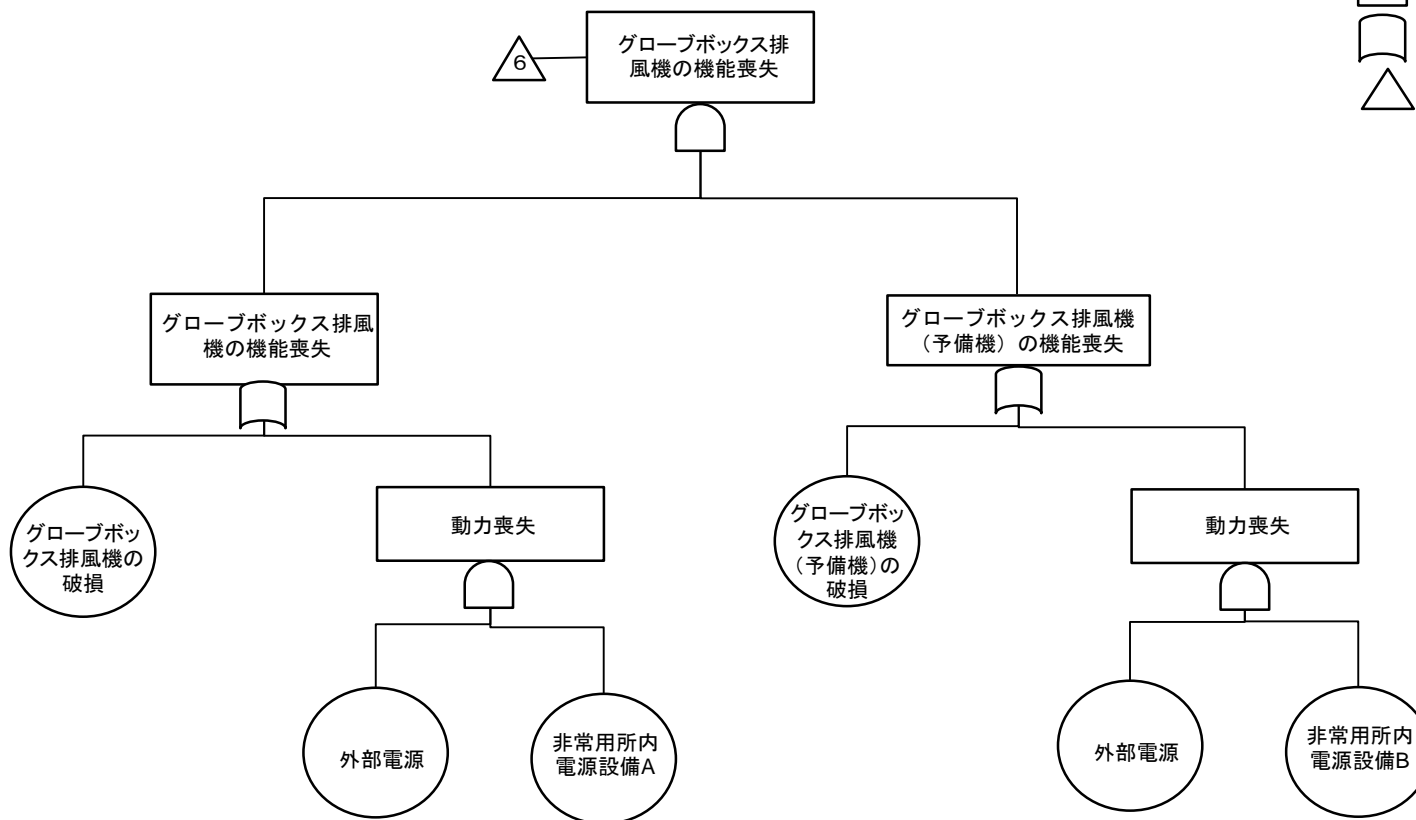 6
グローブボックス排
風機の機能喪失
グローブボックス排風
機の機能喪失
グローブボックス排風機
（予備機）の機能喪失
グローブボッ
クス排風機の
破損
動力喪失
グローブボッ
クス排風機
（予備機）の
破損
動力喪失
外部電源
非常用所内
電源設備A
外部電源
非常用所内
電源設備B